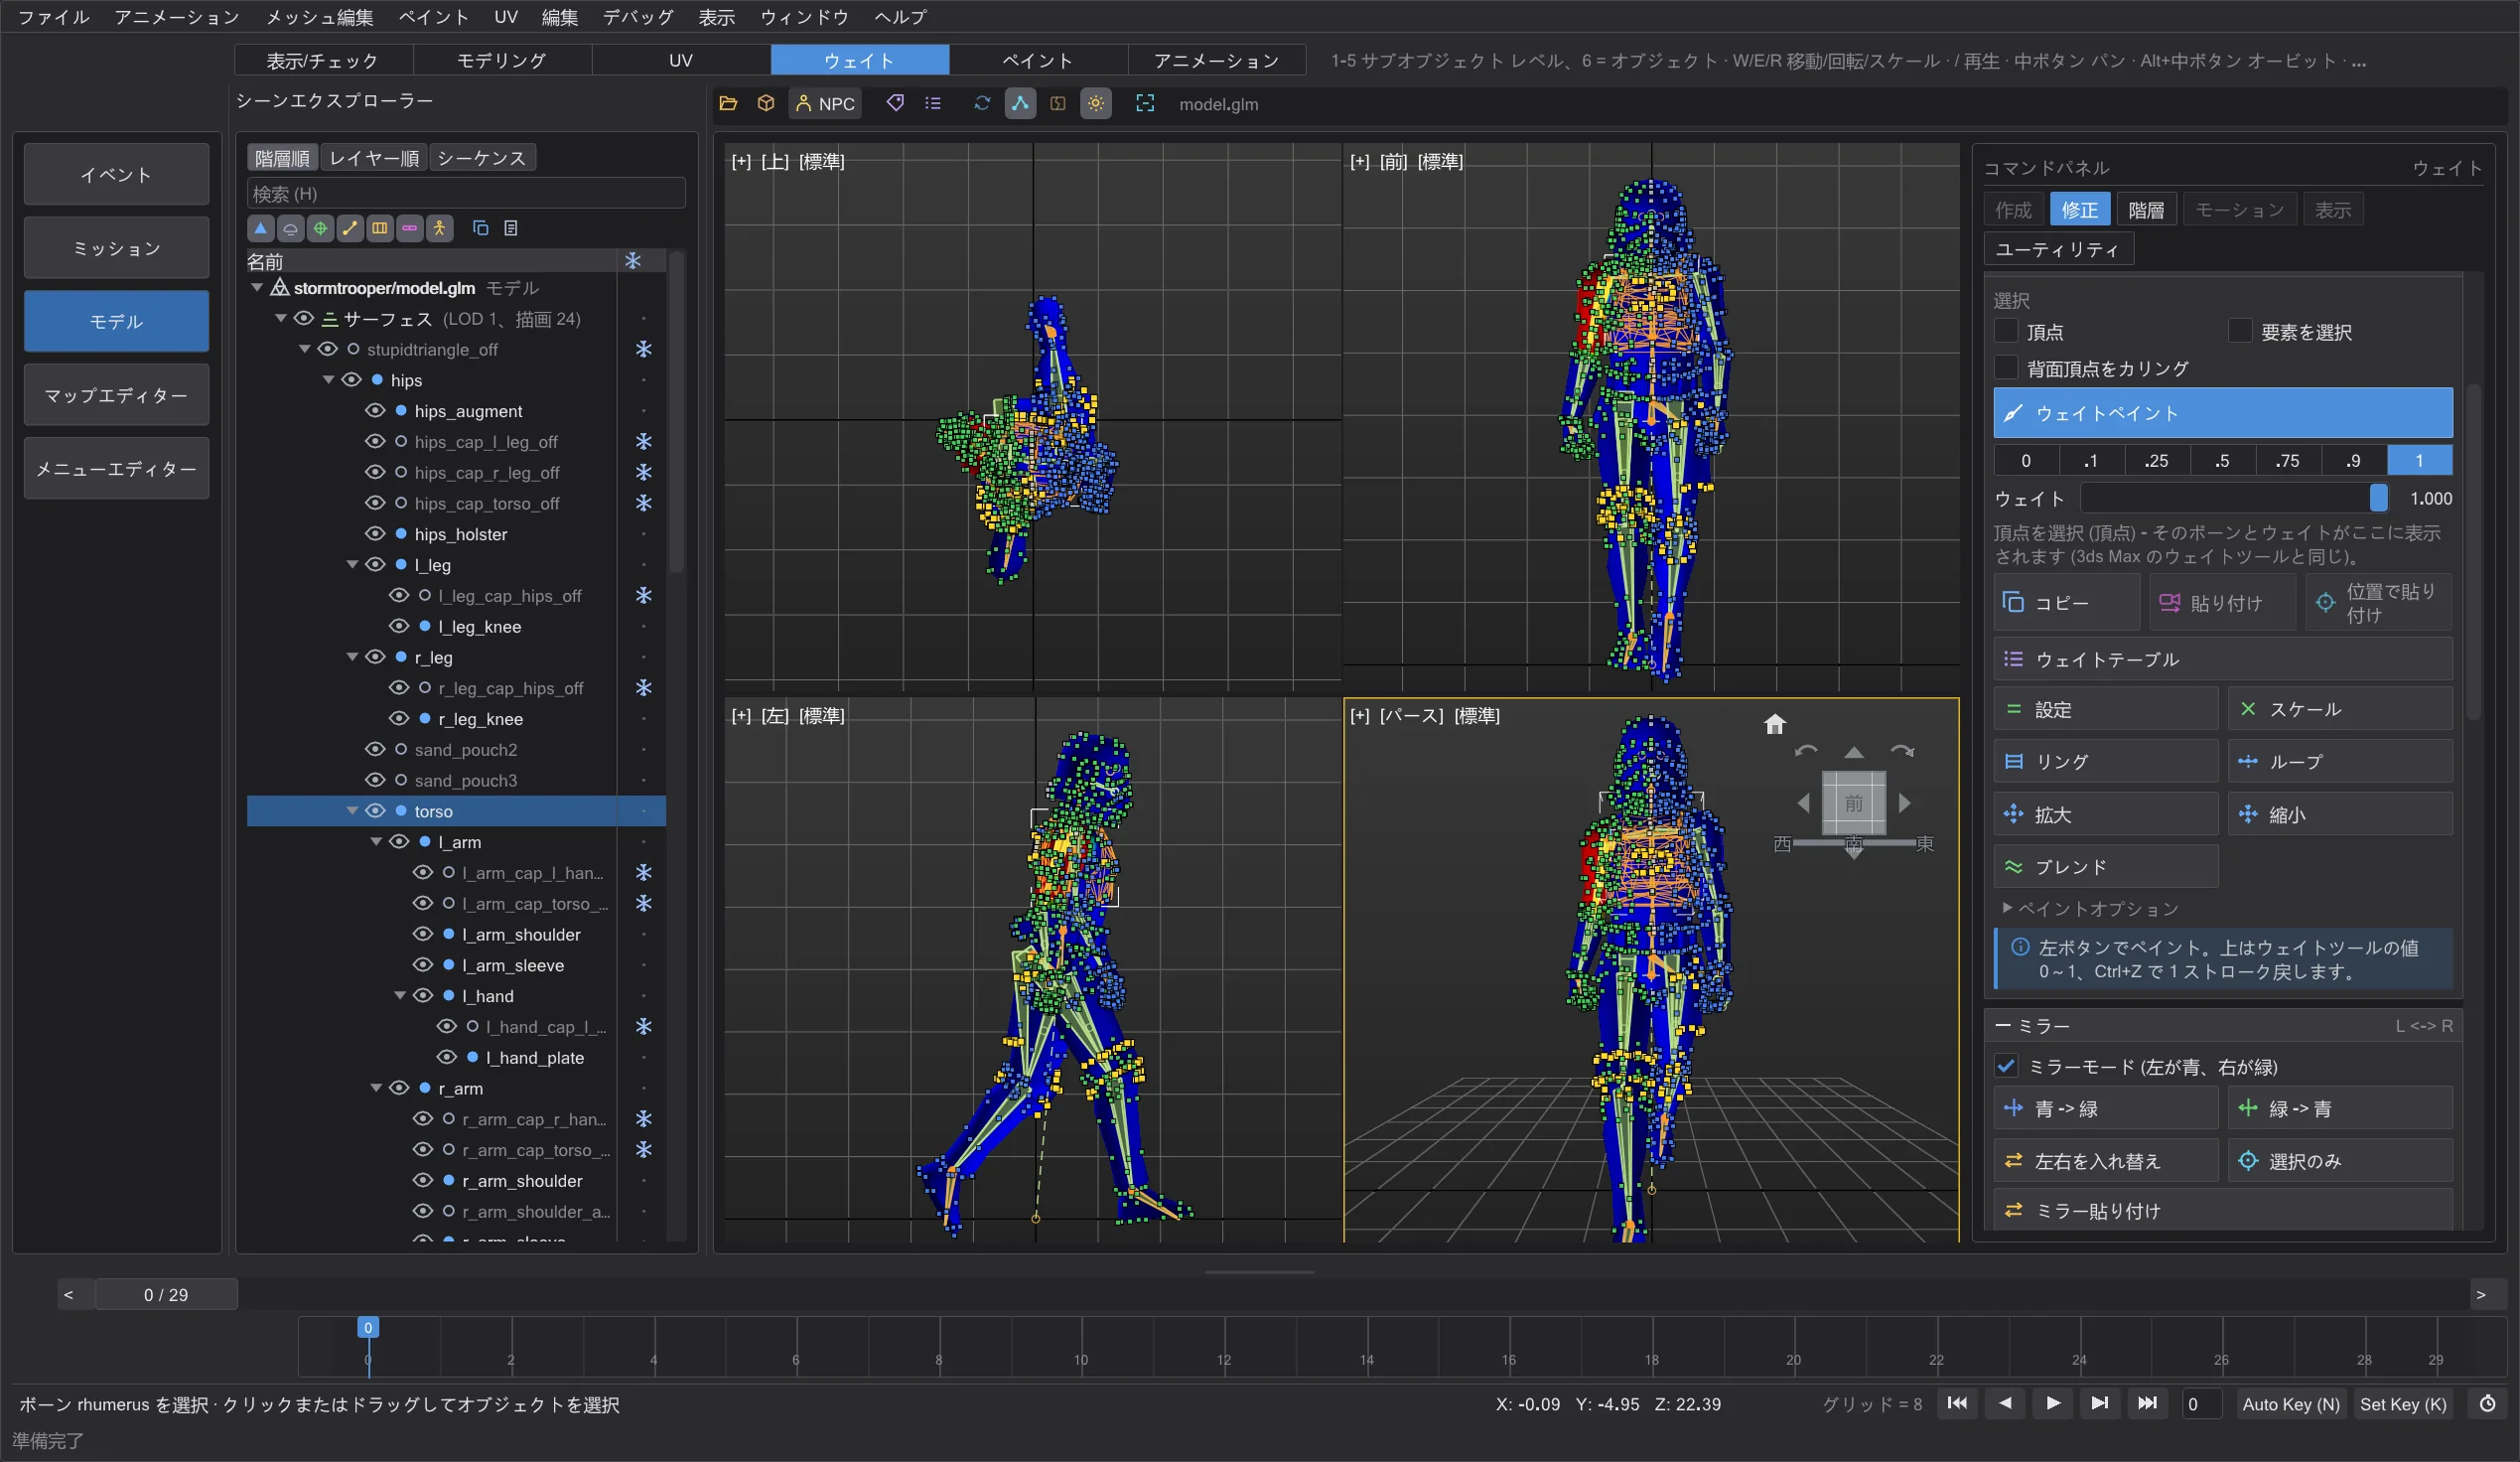 ファイル アニメーション メッシュ編集 ペイント UV 編集 デバッグ 表示 ウィンドウ ヘルプ
表示/チェック モデリング UV ウェイト ペイント アニメーション 1-5 サブオブジェクト レベル、6 = オブジェクト · W/E/R 移動/回転/スケール · / 再生 · 中ボタン パン · Alt+中ボタン オービット · ...
シーンエクスプローラー
NPC model.glm
イベント
ミッション
モデル
マップエディター
メニューエディター
階層順 レイヤー順 シーケンス
検索 (H)
名前
stormtrooper/model.glm モデル
サーフェス (LOD 1、描画 24)
stupidtriangle_off
hips
hips_augment
hips_cap_l_leg_off
hips_cap_r_leg_off
hips_cap_torso_off
hips_holster
l_leg
l_leg_cap_hips_off
l_leg_knee
r_leg
r_leg_cap_hips_off
r_leg_knee
sand_pouch2
sand_pouch3
torso
l_arm
l_arm_cap_l_han...
l_arm_cap_torso_...
l_arm_shoulder
l_arm_sleeve
l_hand
l_hand_cap_l_...
l_hand_plate
r_arm
r_arm_cap_r_han...
r_arm_cap_torso_...
r_arm_shoulder
r_arm_shoulder_a...
r_arm_sleeve
[+] [上] [標準]
[+] [前] [標準]
[+] [左] [標準]
[+] [パース] [標準]
前
西 南 東
コマンドパネル ウェイト
作成 修正 階層 モーション 表示
ユーティリティ
選択
頂点 要素を選択
背面頂点をカリング
ウェイトペイント
0 .1 .25 .5 .75 .9 1
ウェイト 1.000
頂点を選択 (頂点) - そのボーンとウェイトがここに表示
されます (3ds Max のウェイトツールと同じ)。
コピー 貼り付け 位置で貼り
付け
ウェイトテーブル
設定 スケール
リング ループ
拡大 縮小
ブレンド
ペイントオプション
左ボタンでペイント。上はウェイトツールの値
0～1、Ctrl+Z で 1 ストローク戻します。
ミラー L <-> R
ミラーモード (左が青、右が緑)
青 -> 緑 緑 -> 青
左右を入れ替え 選択のみ
ミラー貼り付け
< 0 / 29 >
0
0 2 4 6 8 10 12 14 16 18 20 22 24 26 28 29
ボーン rhumerus を選択 · クリックまたはドラッグしてオブジェクトを選択 X: -0.09 Y: -4.95 Z: 22.39 グリッド = 8 0 Auto Key (N) Set Key (K)
準備完了